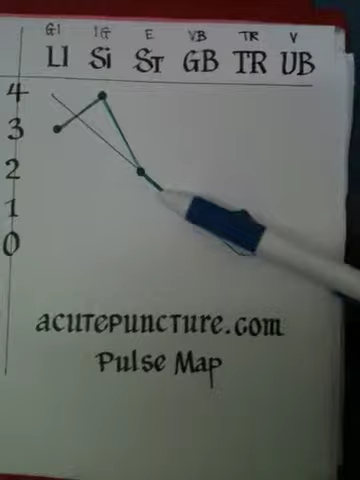 GI IG E VB TR V
LI Si ST GB TR UB
4
3
2
1
0
acutepuncture.com
Pulse Map